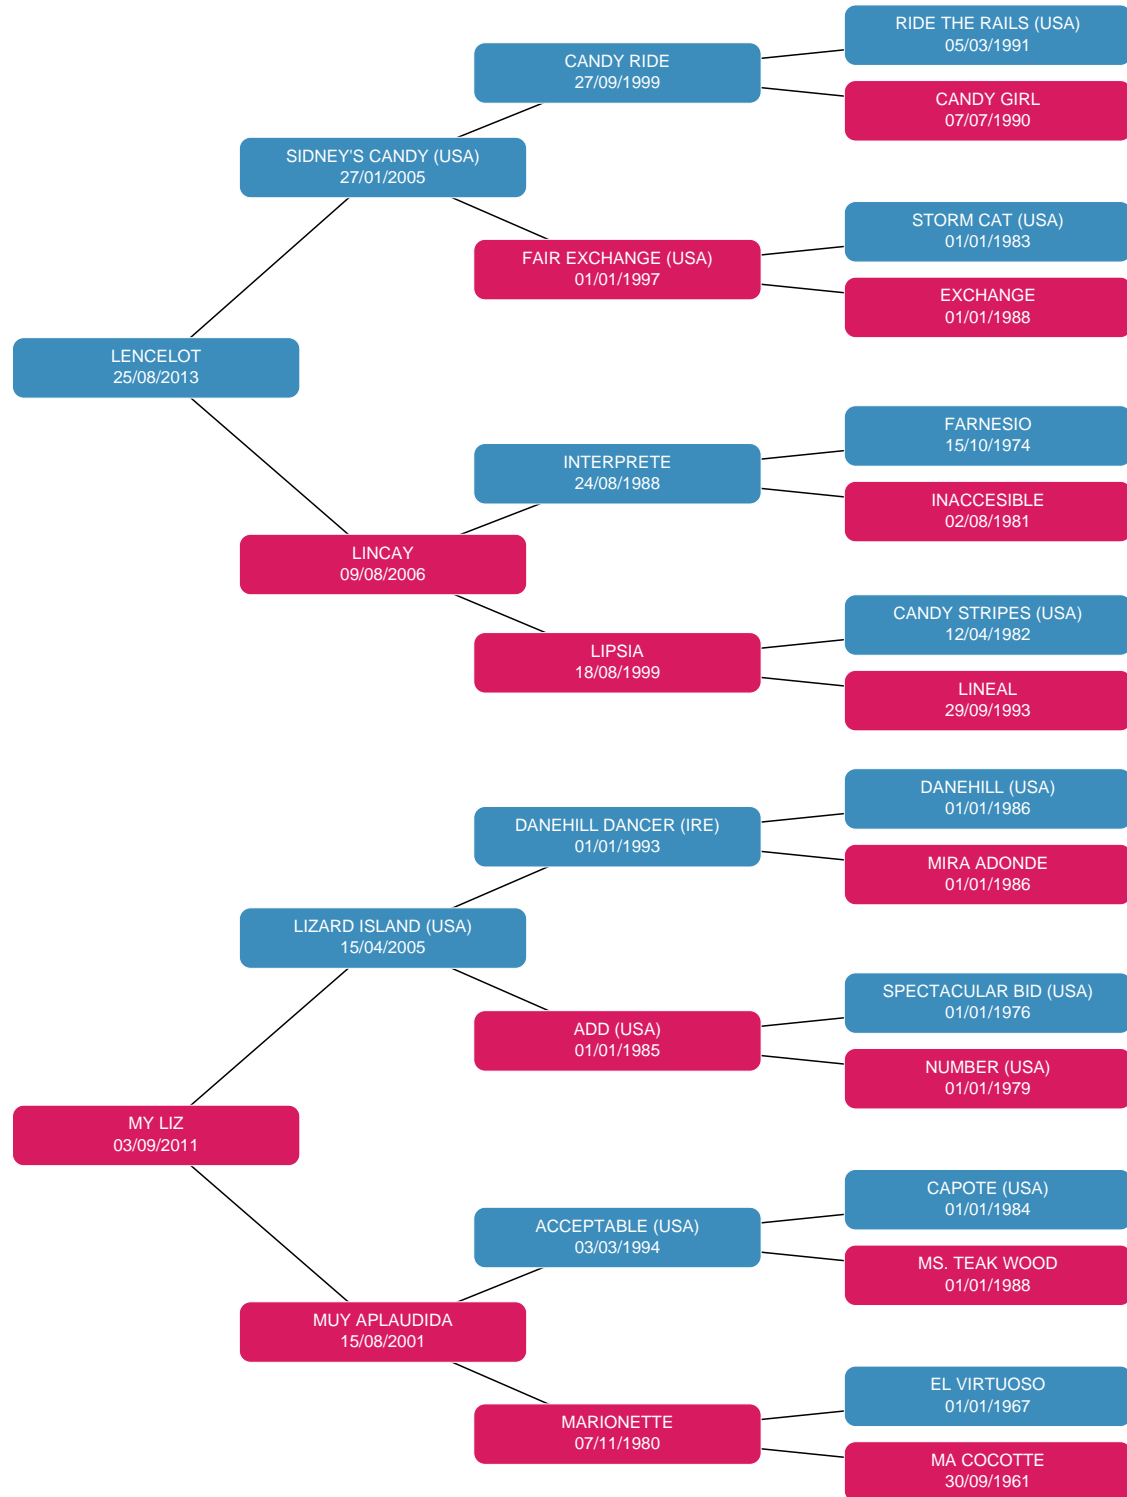 RIDE THE RAILS (USA)
05/03/1991
CANDY RIDE
27/09/1999
CANDY GIRL
07/07/1990
SIDNEY'S CANDY (USA)
27/01/2005
STORM CAT (USA)
01/01/1983
FAIR EXCHANGE (USA)
01/01/1997
EXCHANGE
01/01/1988
LENCELOT
25/08/2013
FARNESIO
15/10/1974
INTERPRETE
24/08/1988
INACCESIBLE
02/08/1981
LINCAY
09/08/2006
CANDY STRIPES (USA)
12/04/1982
LIPSIA
18/08/1999
LINEAL
29/09/1993
DANEHILL (USA)
01/01/1986
DANEHILL DANCER (IRE)
01/01/1993
MIRA ADONDE
01/01/1986
LIZARD ISLAND (USA)
15/04/2005
SPECTACULAR BID (USA)
01/01/1976
ADD (USA)
01/01/1985
NUMBER (USA)
01/01/1979
MY LIZ
03/09/2011
CAPOTE (USA)
01/01/1984
ACCEPTABLE (USA)
03/03/1994
MS. TEAK WOOD
01/01/1988
MUY APLAUDIDA
15/08/2001
EL VIRTUOSO
01/01/1967
MARIONETTE
07/11/1980
MA COCOTTE
30/09/1961